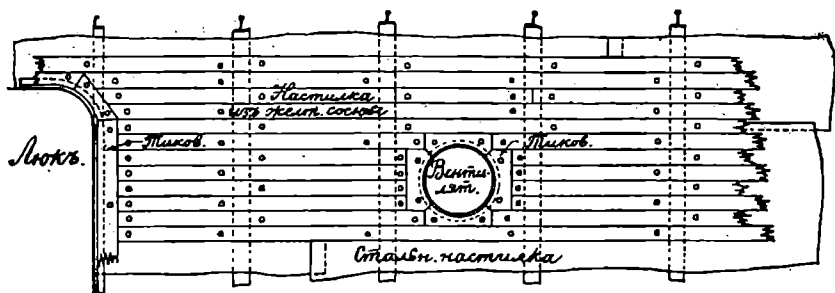 Настилка
изъ желт. сосны
Люкъ.
Тиков.
Тиков.
Венти-
лят.
Стальн. настилка